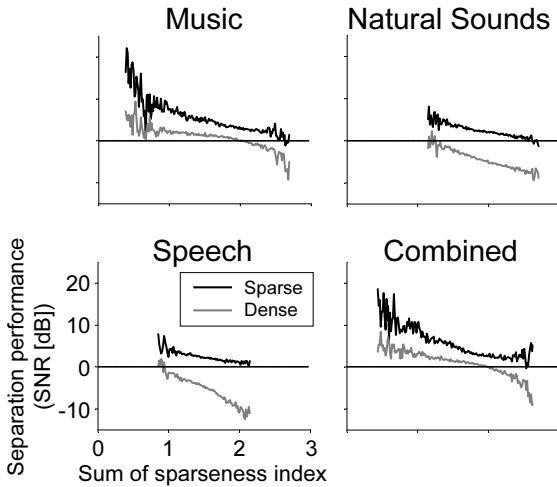 Music
Natural Sounds
Speech
Combined
Separation performance
(SNR [dB])
20
10
0
-10
Sparse
Dense
0
1
2
3
Sum of sparseness index